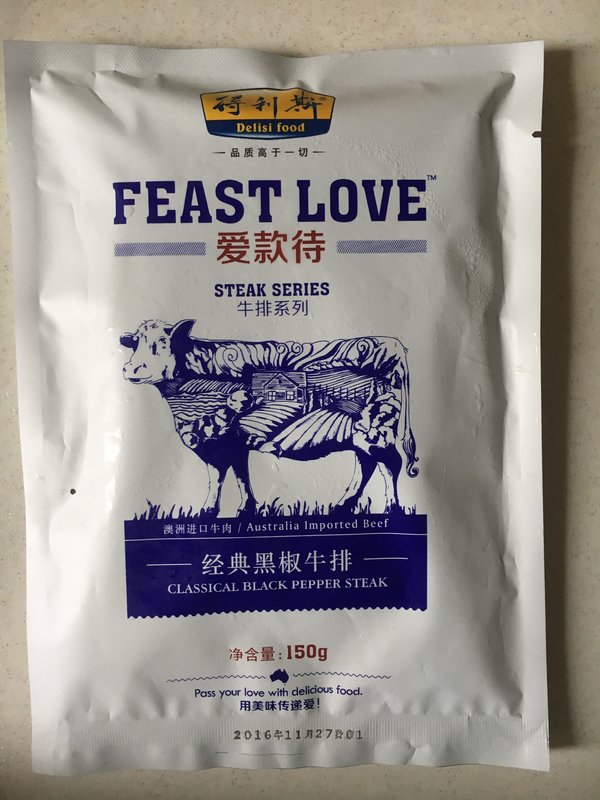 得利斯®
Delisi food
品质高于一切
FEAST LOVE™
爱款待
STEAK SERIES
牛排系列
澳洲进口牛肉 / Australia Imported Beef
经典黑椒牛排
CLASSICAL BLACK PEPPER STEAK
净含量:150g
Pass your love with delicious food.
用美味传递爱!
2016年11月27